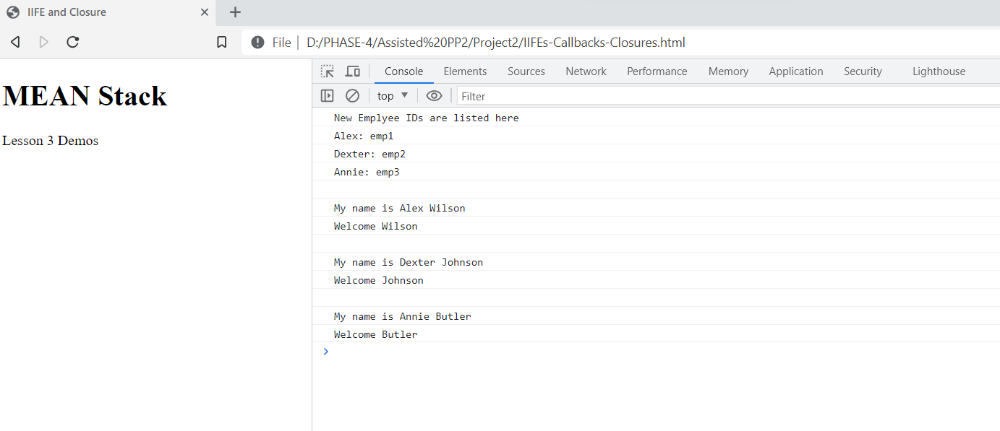 IIFE and Closure
File | D:/PHASE-4/Assisted%20PP2/Project2/IIFEs-Callbacks-Closures.html
Console Elements Sources Network Performance Memory Application Security Lighthouse
top Filter
MEAN Stack
Lesson 3 Demos
New Emplyee IDs are listed here
Alex: emp1
Dexter: emp2
Annie: emp3
My name is Alex Wilson
Welcome Wilson
My name is Dexter Johnson
Welcome Johnson
My name is Annie Butler
Welcome Butler